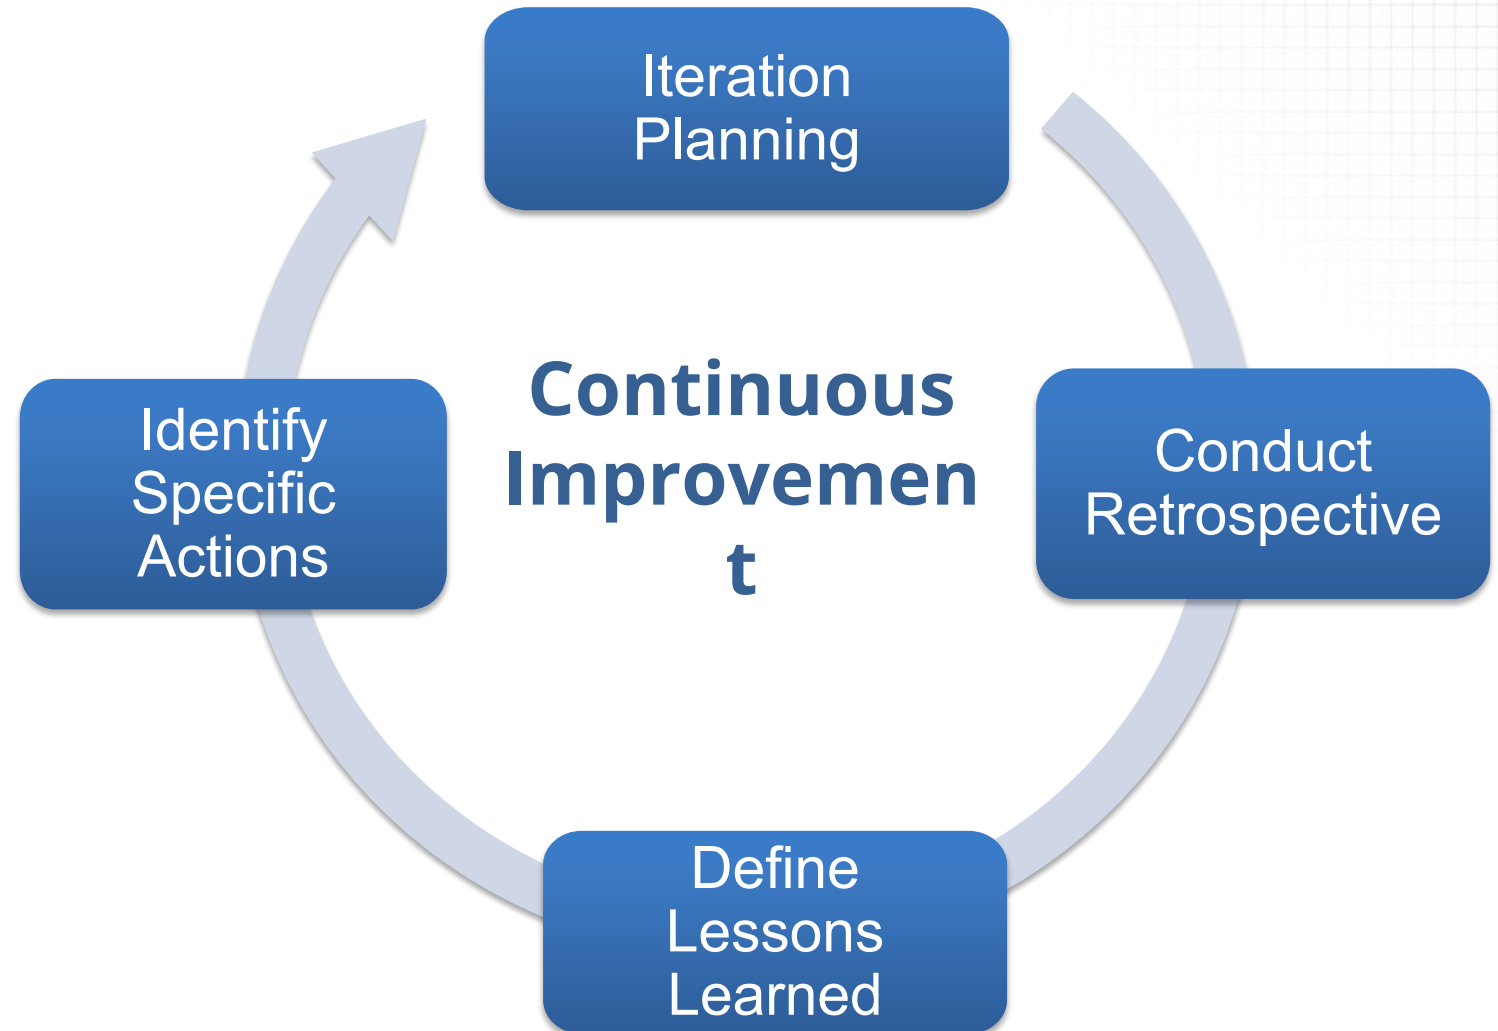 Iteration
Planning
Continuous
Improvemen
t
Identify
Specific
Actions
Conduct
Retrospective
Define
Lessons
Learned